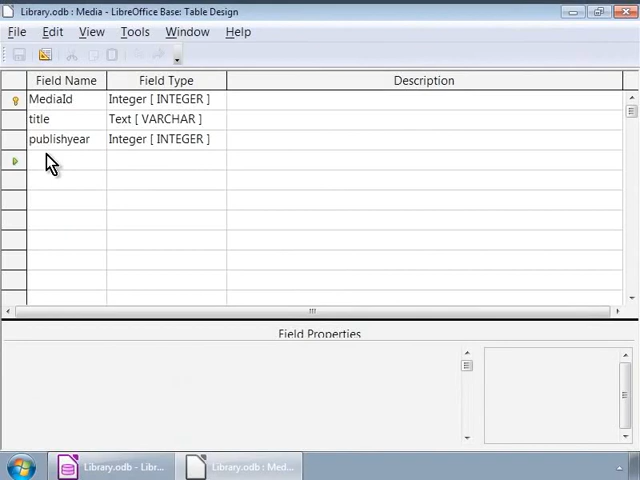 Library.odb : Media - LibreOffice Base: Table Design
File Edit View Tools Window Help
Field Name Field Type Description
MediaId Integer [ INTEGER ]
title Text [ VARCHAR ]
publishyear Integer [ INTEGER ]
Field Properties
Library.odb - Libr... Library.odb : Med...